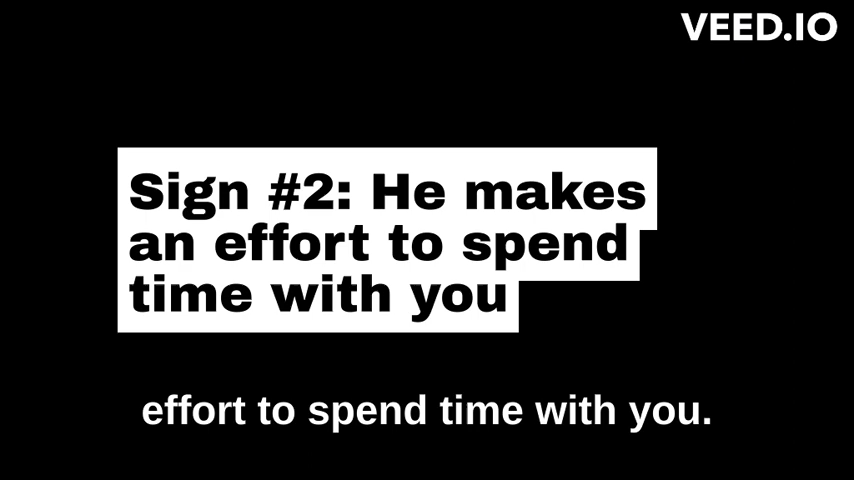 VEED.IO
Sign #2: He makes
an effort to spend
time with you
effort to spend time with you.